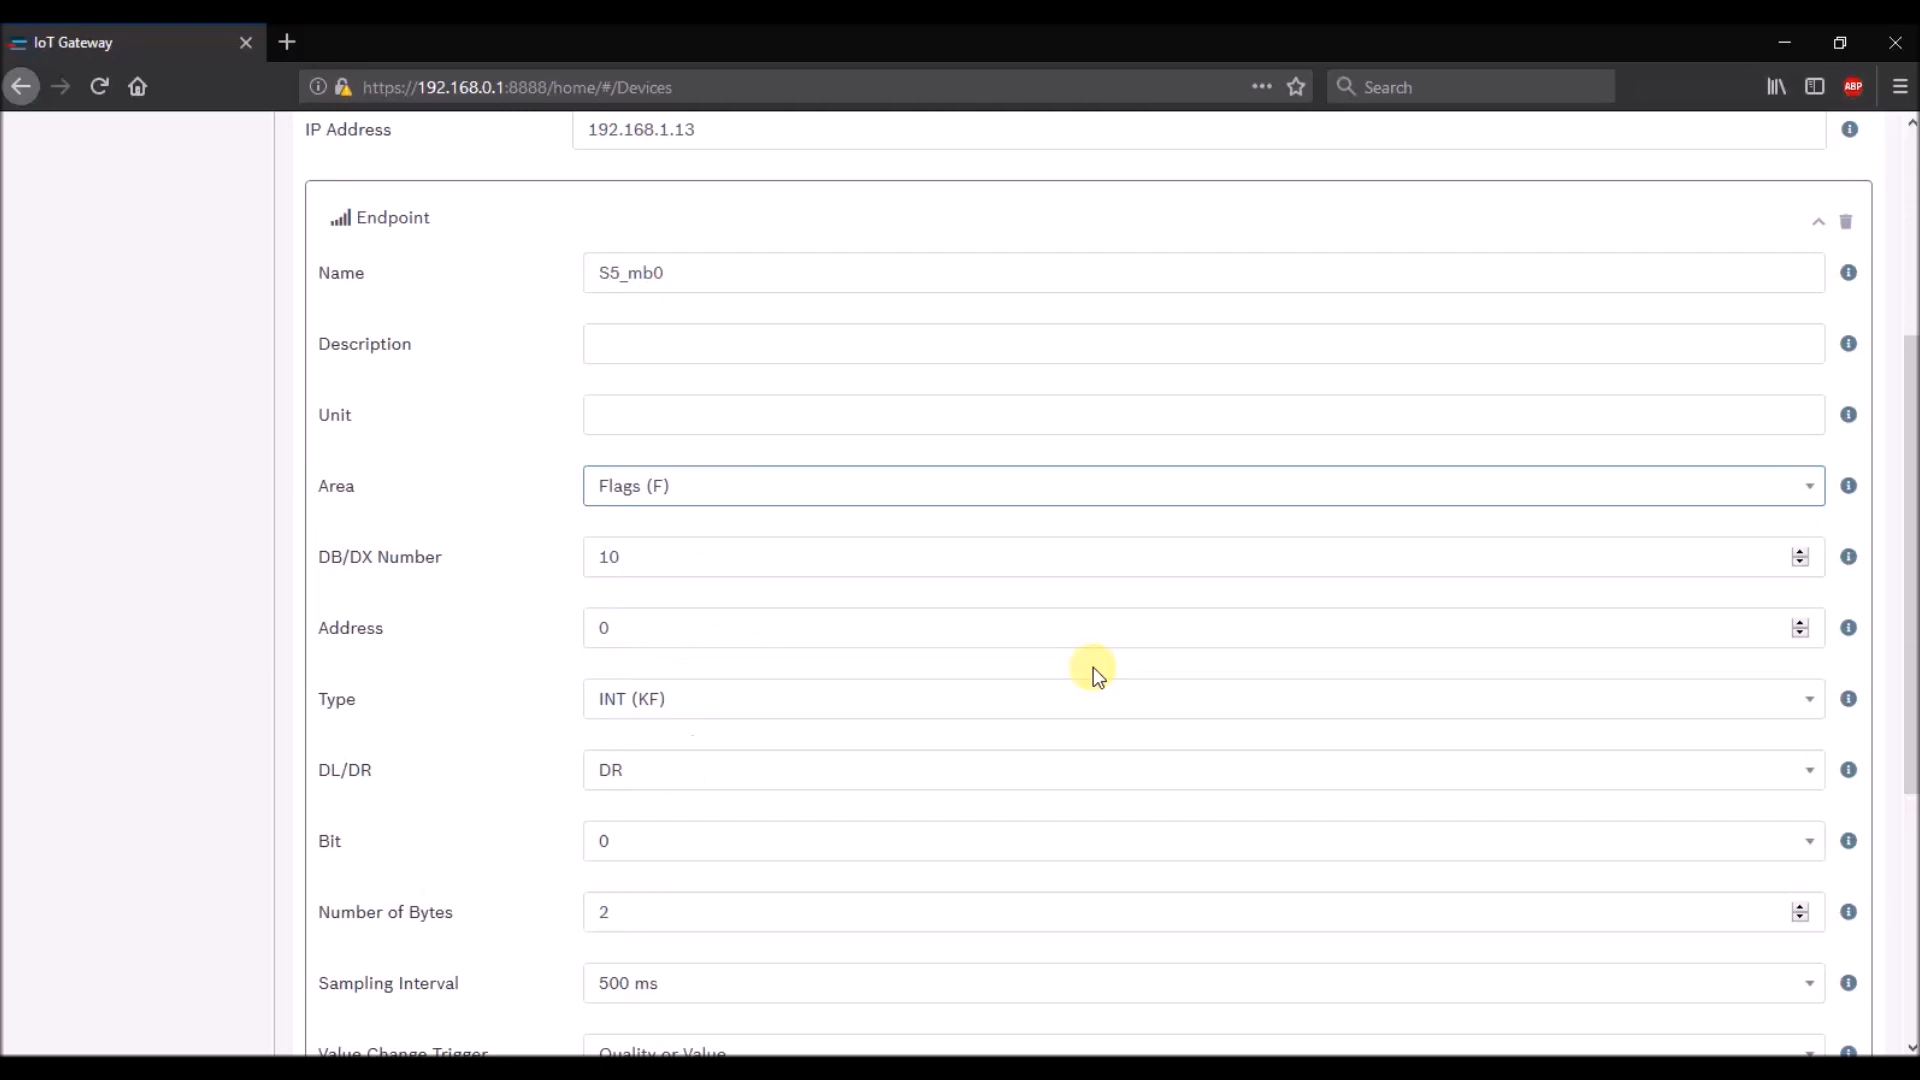 IoT Gateway
https://192.168.0.1:8888/home/#/Devices
Search
ABP
IP Address
192.168.1.13
Endpoint
Name
S5_mb0
Description
Unit
Area
Flags (F)
DB/DX Number
10
Address
0
Type
INT (KF)
DL/DR
DR
Bit
0
Number of Bytes
2
Sampling Interval
500 ms
Value Change Trigger
Quality or Value